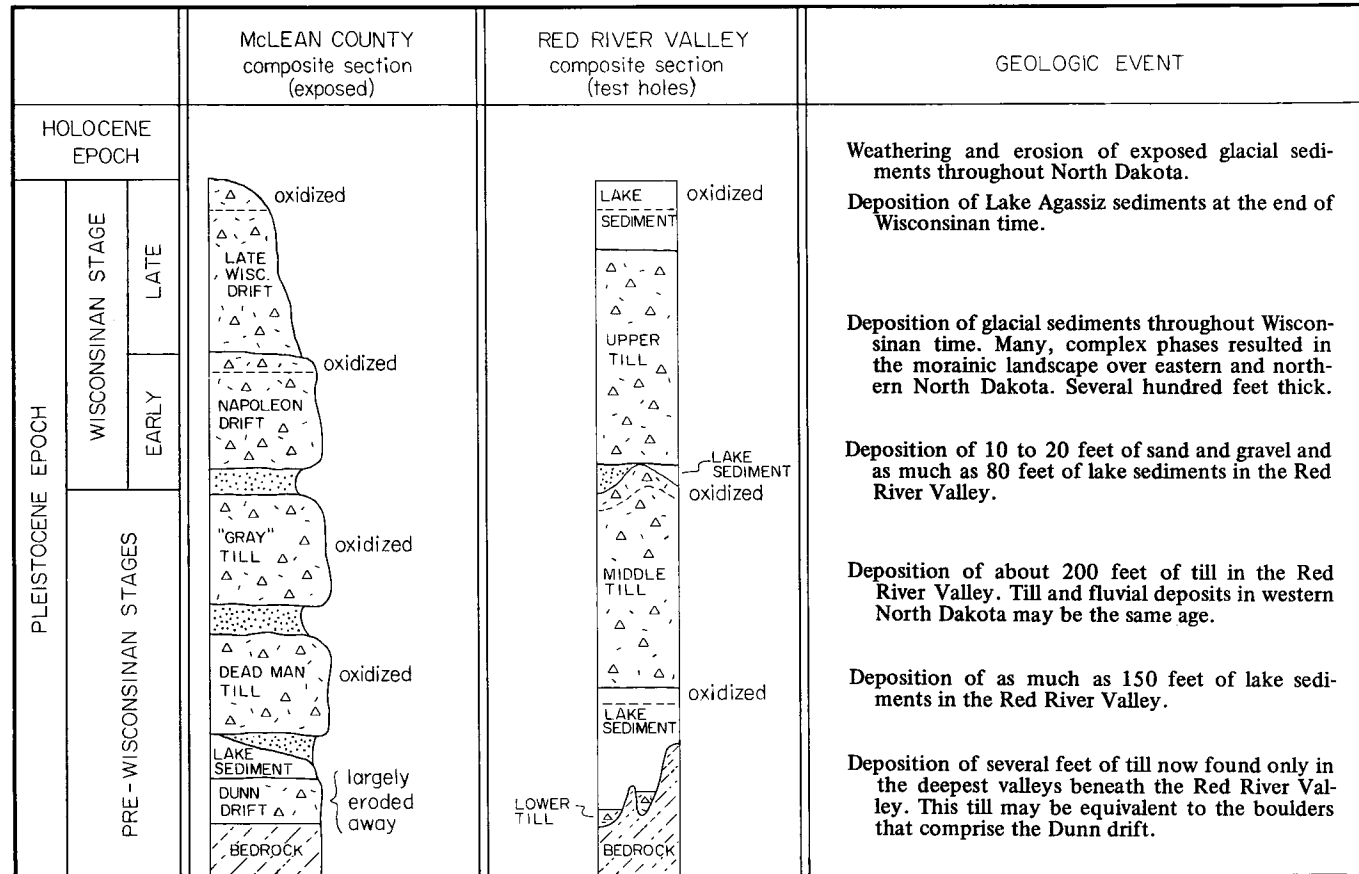 McLEAN COUNTY
composite section
(exposed)
RED RIVER VALLEY
composite section
(test holes)
GEOLOGIC EVENT
HOLOCENE
EPOCH
PLEISTOCENE EPOCH
WISCONSINAN STAGE
LATE
EARLY
PRE-WISCONSINAN STAGES
oxidized
LATE
WISC.
DRIFT
oxidized
NAPOLEON
DRIFT
"GRAY"
TILL
oxidized
DEAD MAN
TILL
oxidized
LAKE
SEDIMENT
DUNN
DRIFT
largely
eroded
away
BEDROCK
LAKE
SEDIMENT
oxidized
UPPER
TILL
LAKE
SEDIMENT
oxidized
MIDDLE
TILL
oxidized
LAKE
SEDIMENT
LOWER
TILL
BEDROCK
Weathering and erosion of exposed glacial sedi-
ments throughout North Dakota.
Deposition of Lake Agassiz sediments at the end of
Wisconsinan time.
Deposition of glacial sediments throughout Wiscon-
sinan time. Many, complex phases resulted in
the morainic landscape over eastern and north-
ern North Dakota. Several hundred feet thick.
Deposition of 10 to 20 feet of sand and gravel and
as much as 80 feet of lake sediments in the Red
River Valley.
Deposition of about 200 feet of till in the Red
River Valley. Till and fluvial deposits in western
North Dakota may be the same age.
Deposition of as much as 150 feet of lake sedi-
ments in the Red River Valley.
Deposition of several feet of till now found only in
the deepest valleys beneath the Red River Val-
ley. This till may be equivalent to the boulders
that comprise the Dunn drift.